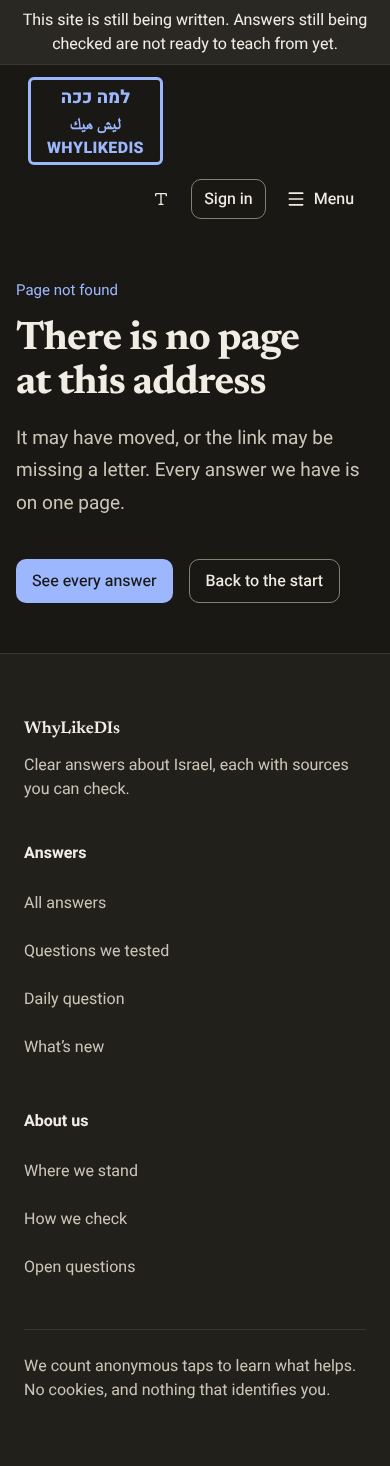 This site is still being written. Answers still being
checked are not ready to teach from yet.
למה ככה
ليش هيك
WHYLIKEDIS
T
Sign in
Menu
Page not found
There is no page
at this address
It may have moved, or the link may be
missing a letter. Every answer we have is
on one page.
See every answer
Back to the start
WhyLikeDIs
Clear answers about Israel, each with sources
you can check.
Answers
All answers
Questions we tested
Daily question
What’s new
About us
Where we stand
How we check
Open questions
We count anonymous taps to learn what helps.
No cookies, and nothing that identifies you.